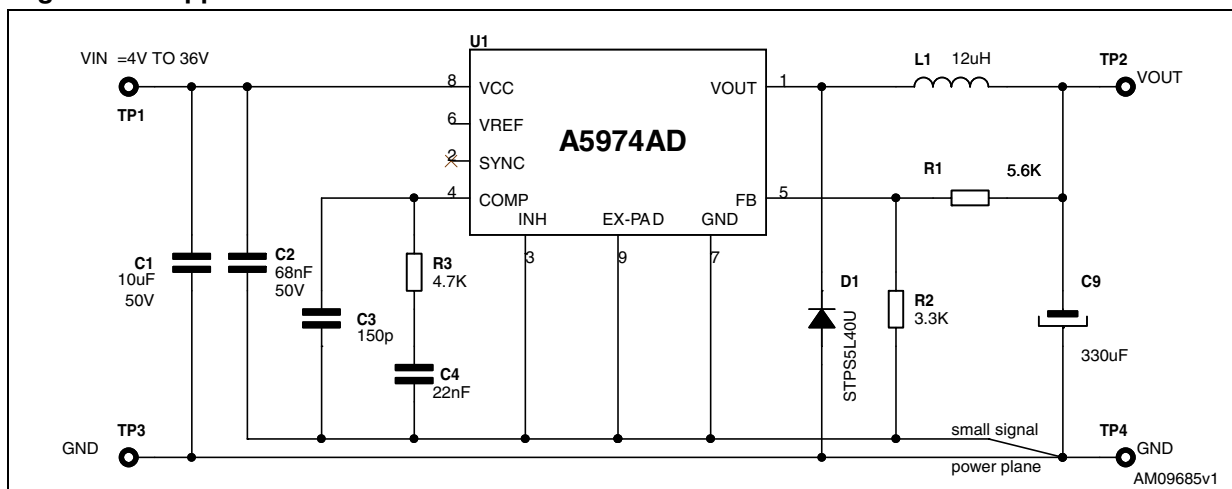 U1
VIN =4V TO 36V
TP1
8
VCC
6
VREF
2
SYNC
4
COMP
A5974AD
INH
EX-PAD
GND
3
9
7
VOUT
1
FB
5
L1
12uH
TP2
VOUT
R1
5.6K
C1
10uF
50V
C2
68nF
50V
R3
4.7K
C3
150p
C4
22nF
D1
STPS5L40U
R2
3.3K
C9
330uF
TP3
GND
small signal
power plane
TP4
GND
AM09685v1